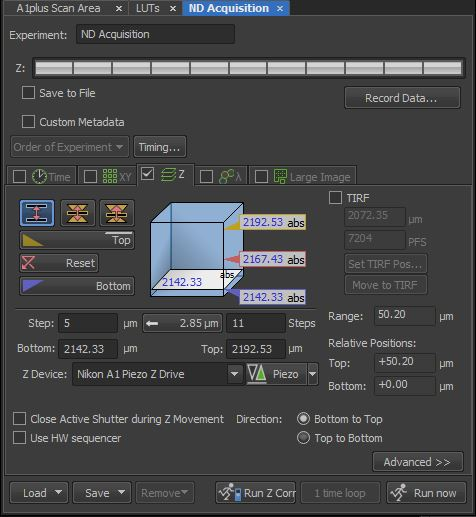 A1plus Scan Area × LUTs × ND Acquisition ×
Experiment: ND Acquisition
Z:
Save to File
Record Data...
Custom Metadata
Order of Experiment Timing...
Time XY Z λ Large Image
TIRF
2192.53 abs
2072.35 µm
Top
7204 PFS
Reset
2167.43 abs
Set TIRF Pos...
abs
Bottom
2142.33
2142.33 abs
Move to TIRF
Step: 5 µm 2.85 µm 11 Steps
Range: 50.20 µm
Bottom: 2142.33 µm Top: 2192.53 µm
Relative Positions:
Top: +50.20 µm
Z Device: Nikon A1 Piezo Z Drive Piezo
Bottom: +0.00 µm
Close Active Shutter during Z Movement Direction: Bottom to Top
Use HW sequencer Top to Bottom
Advanced >>
Load Save Remove Run Z Corr 1 time loop Run now